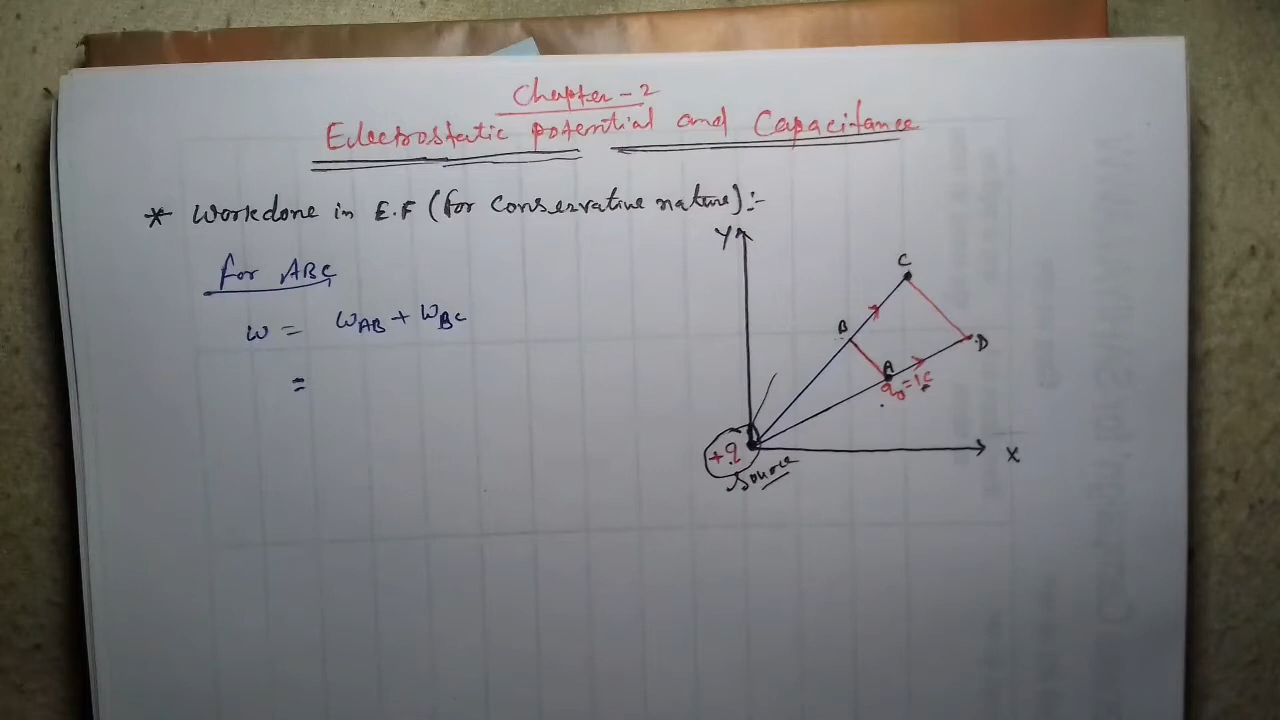 Chapter-2
Electrostatic potential and Capacitance
* Workdone in E.F (for conservative nature):-
for ABC
W = WAB + WBC
=
Y
C
B
D
A
q0=1C
+q
Source
X